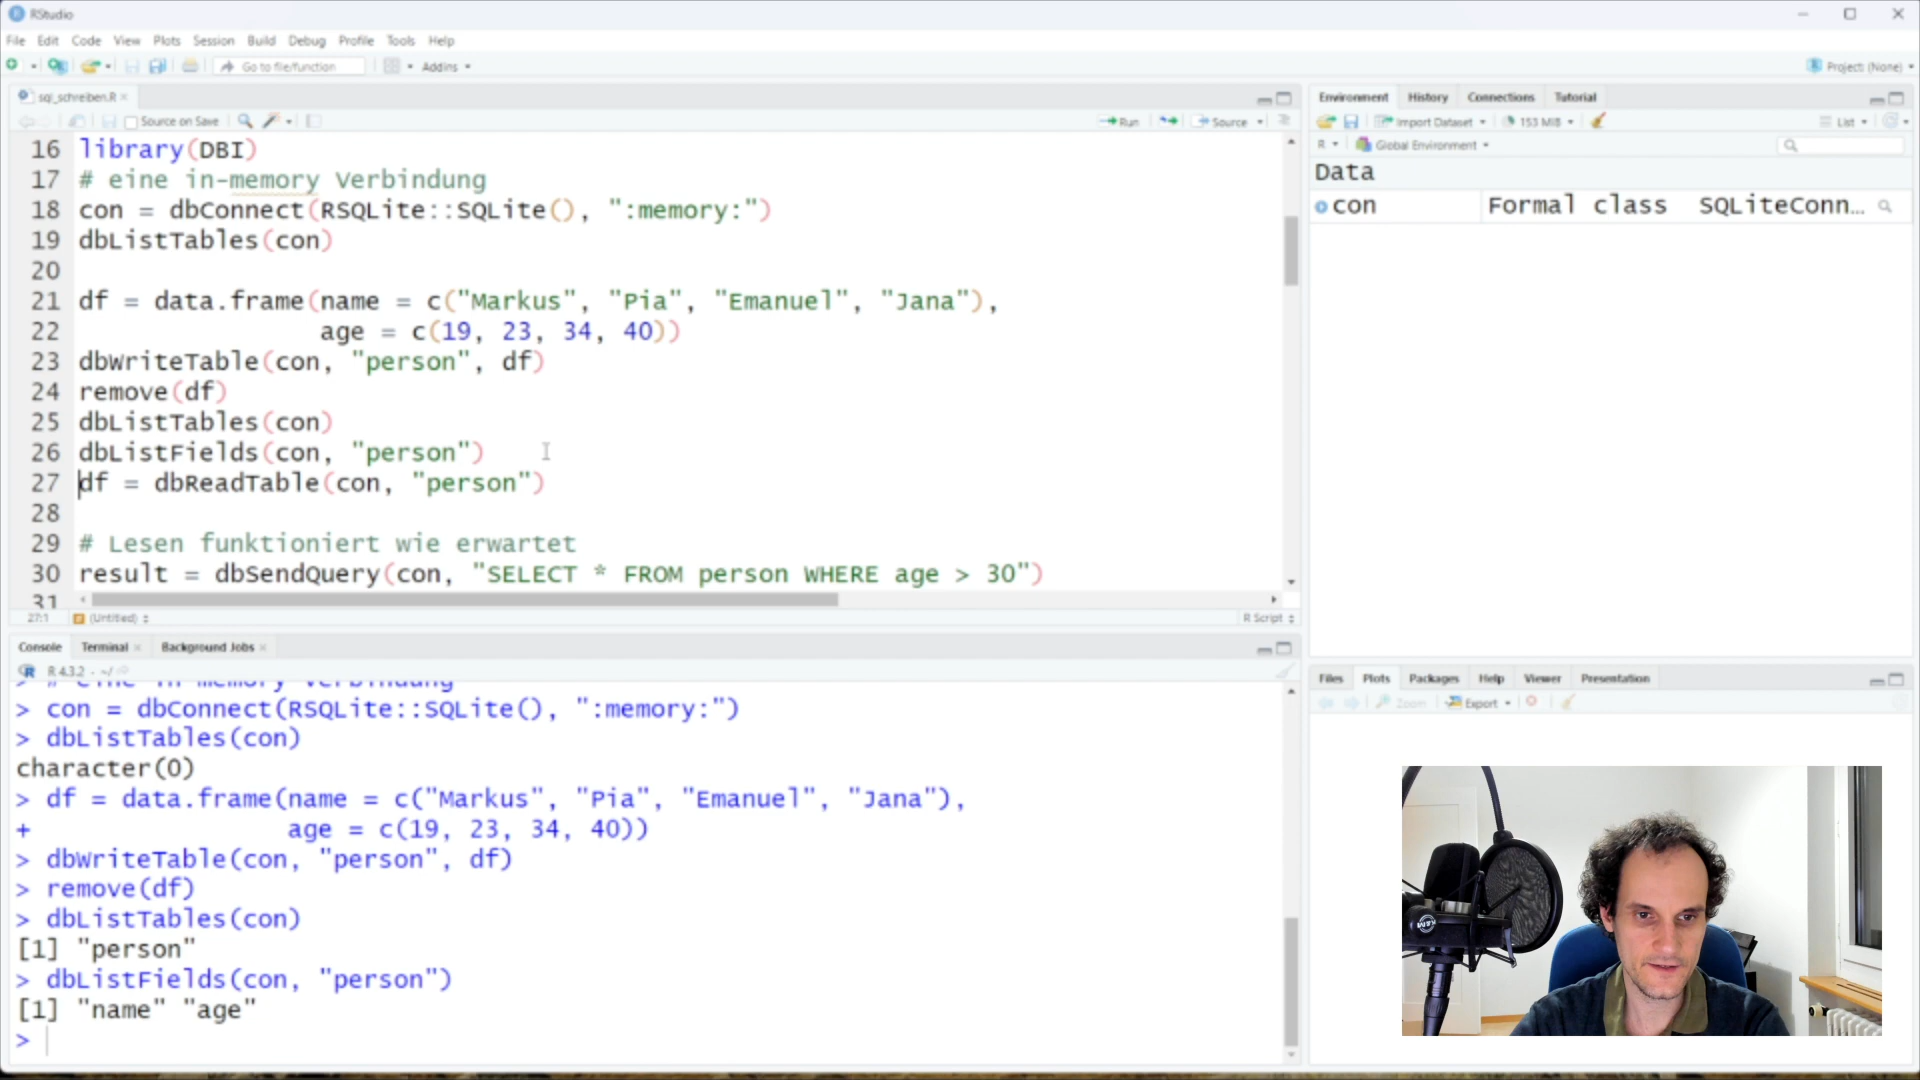 RStudio
File Edit Code View Plots Session Build Debug Profile Tools Help
Go to file/function Addins Project: (None)
sql_schreiben.R
Source on Save Run Source
16 library(DBI)
17 # eine in-memory Verbindung
18 con = dbConnect(RSQLite::SQLite(), ":memory:")
19 dbListTables(con)
20
21 df = data.frame(name = c("Markus", "Pia", "Emanuel", "Jana"),
22 age = c(19, 23, 34, 40))
23 dbWriteTable(con, "person", df)
24 remove(df)
25 dbListTables(con)
26 dbListFields(con, "person")
27 df = dbReadTable(con, "person")
28
29 # Lesen funktioniert wie erwartet
30 result = dbSendQuery(con, "SELECT * FROM person WHERE age > 30")
31
27:1 (Untitled) R Script
Console Terminal Background Jobs
R 4.3.2 · ~/
> # eine in-memory Verbindung
> con = dbConnect(RSQLite::SQLite(), ":memory:")
> dbListTables(con)
character(0)
> df = data.frame(name = c("Markus", "Pia", "Emanuel", "Jana"),
+ age = c(19, 23, 34, 40))
> dbWriteTable(con, "person", df)
> remove(df)
> dbListTables(con)
[1] "person"
> dbListFields(con, "person")
[1] "name" "age"
>
Environment History Connections Tutorial
Import Dataset 153 MiB List
R Global Environment
Data
con Formal class SQLiteConn…
Files Plots Packages Help Viewer Presentation
Zoom Export
K&M